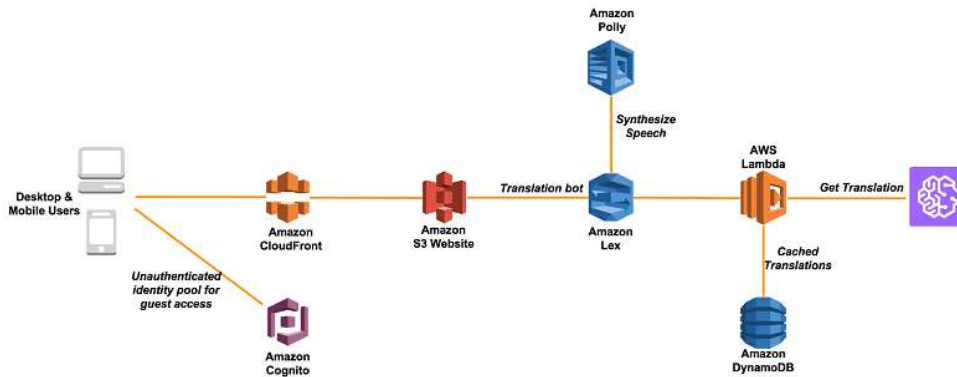 Amazon
Polly
Synthesize
Speech
AWS
Lambda
Desktop &
Mobile Users
Translation bot
Get Translation
Amazon
CloudFront
Amazon
S3 Website
Amazon
Lex
Cached
Translations
Unauthenticated
identity pool for
guest access
Amazon
Cognito
Amazon
DynamoDB